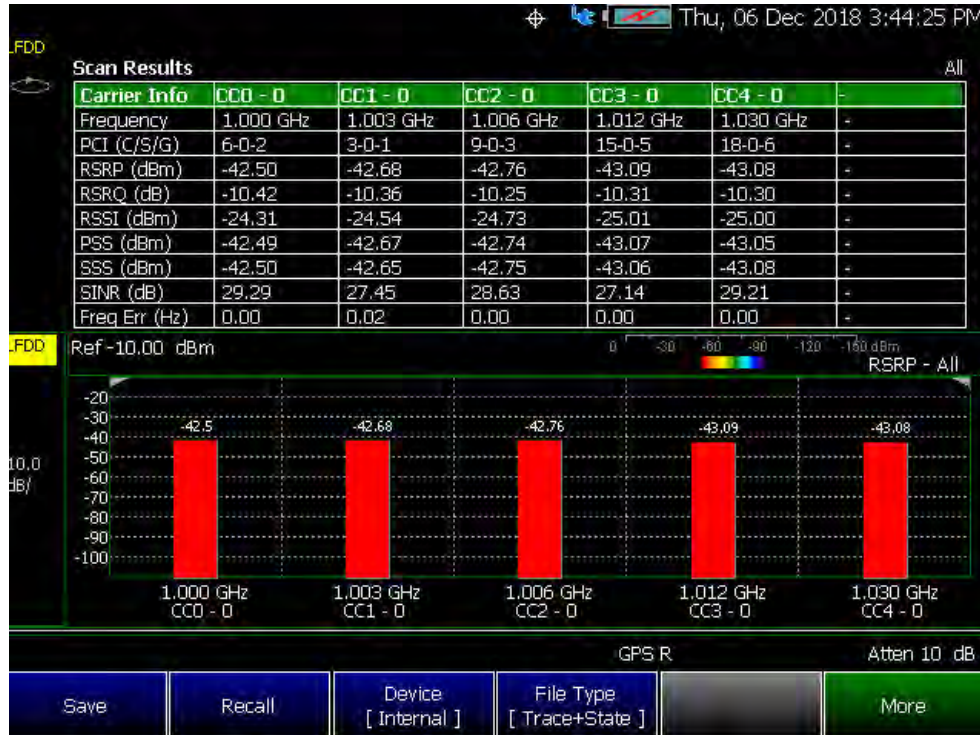 Thu, 06 Dec 2018 3:44:25 PM
LFDD
Scan Results All
Carrier Info CC0 - 0 CC1 - 0 CC2 - 0 CC3 - 0 CC4 - 0 -
Frequency 1.000 GHz 1.003 GHz 1.006 GHz 1.012 GHz 1.030 GHz -
PCI (C/S/G) 6-0-2 3-0-1 9-0-3 15-0-5 18-0-6 -
RSRP (dBm) -42.50 -42.68 -42.76 -43.09 -43.08 -
RSRQ (dB) -10.42 -10.36 -10.25 -10.31 -10.30 -
RSSI (dBm) -24.31 -24.54 -24.73 -25.01 -25.00 -
PSS (dBm) -42.49 -42.67 -42.74 -43.07 -43.05 -
SSS (dBm) -42.50 -42.65 -42.75 -43.06 -43.08 -
SINR (dB) 29.29 27.45 28.63 27.14 29.21 -
Freq Err (Hz) 0.00 0.02 0.00 0.00 0.00 -
LFDD Ref -10.00 dBm 0 -30 -60 -90 -120 -150 dBm
RSRP - All
-20
-30
-42.5 -42.68 -42.76 -43.09 -43.08
-40
-50
10.0
dB/
-60
-70
-80
-90
-100
1.000 GHz 1.003 GHz 1.006 GHz 1.012 GHz 1.030 GHz
CC0 - 0 CC1 - 0 CC2 - 0 CC3 - 0 CC4 - 0
GPS R Atten 10 dB
Save Recall Device File Type More
[ Internal ] [ Trace+State ]